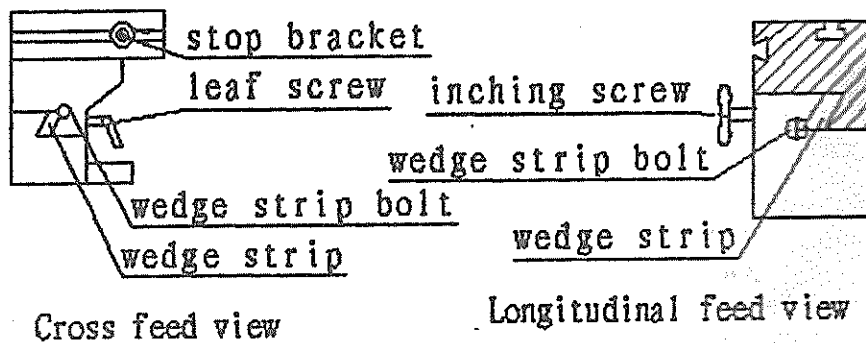 stop bracket
leaf screw
wedge strip bolt
wedge strip
Cross feed view
inching screw
wedge strip bolt
wedge strip
Longitudinal feed view